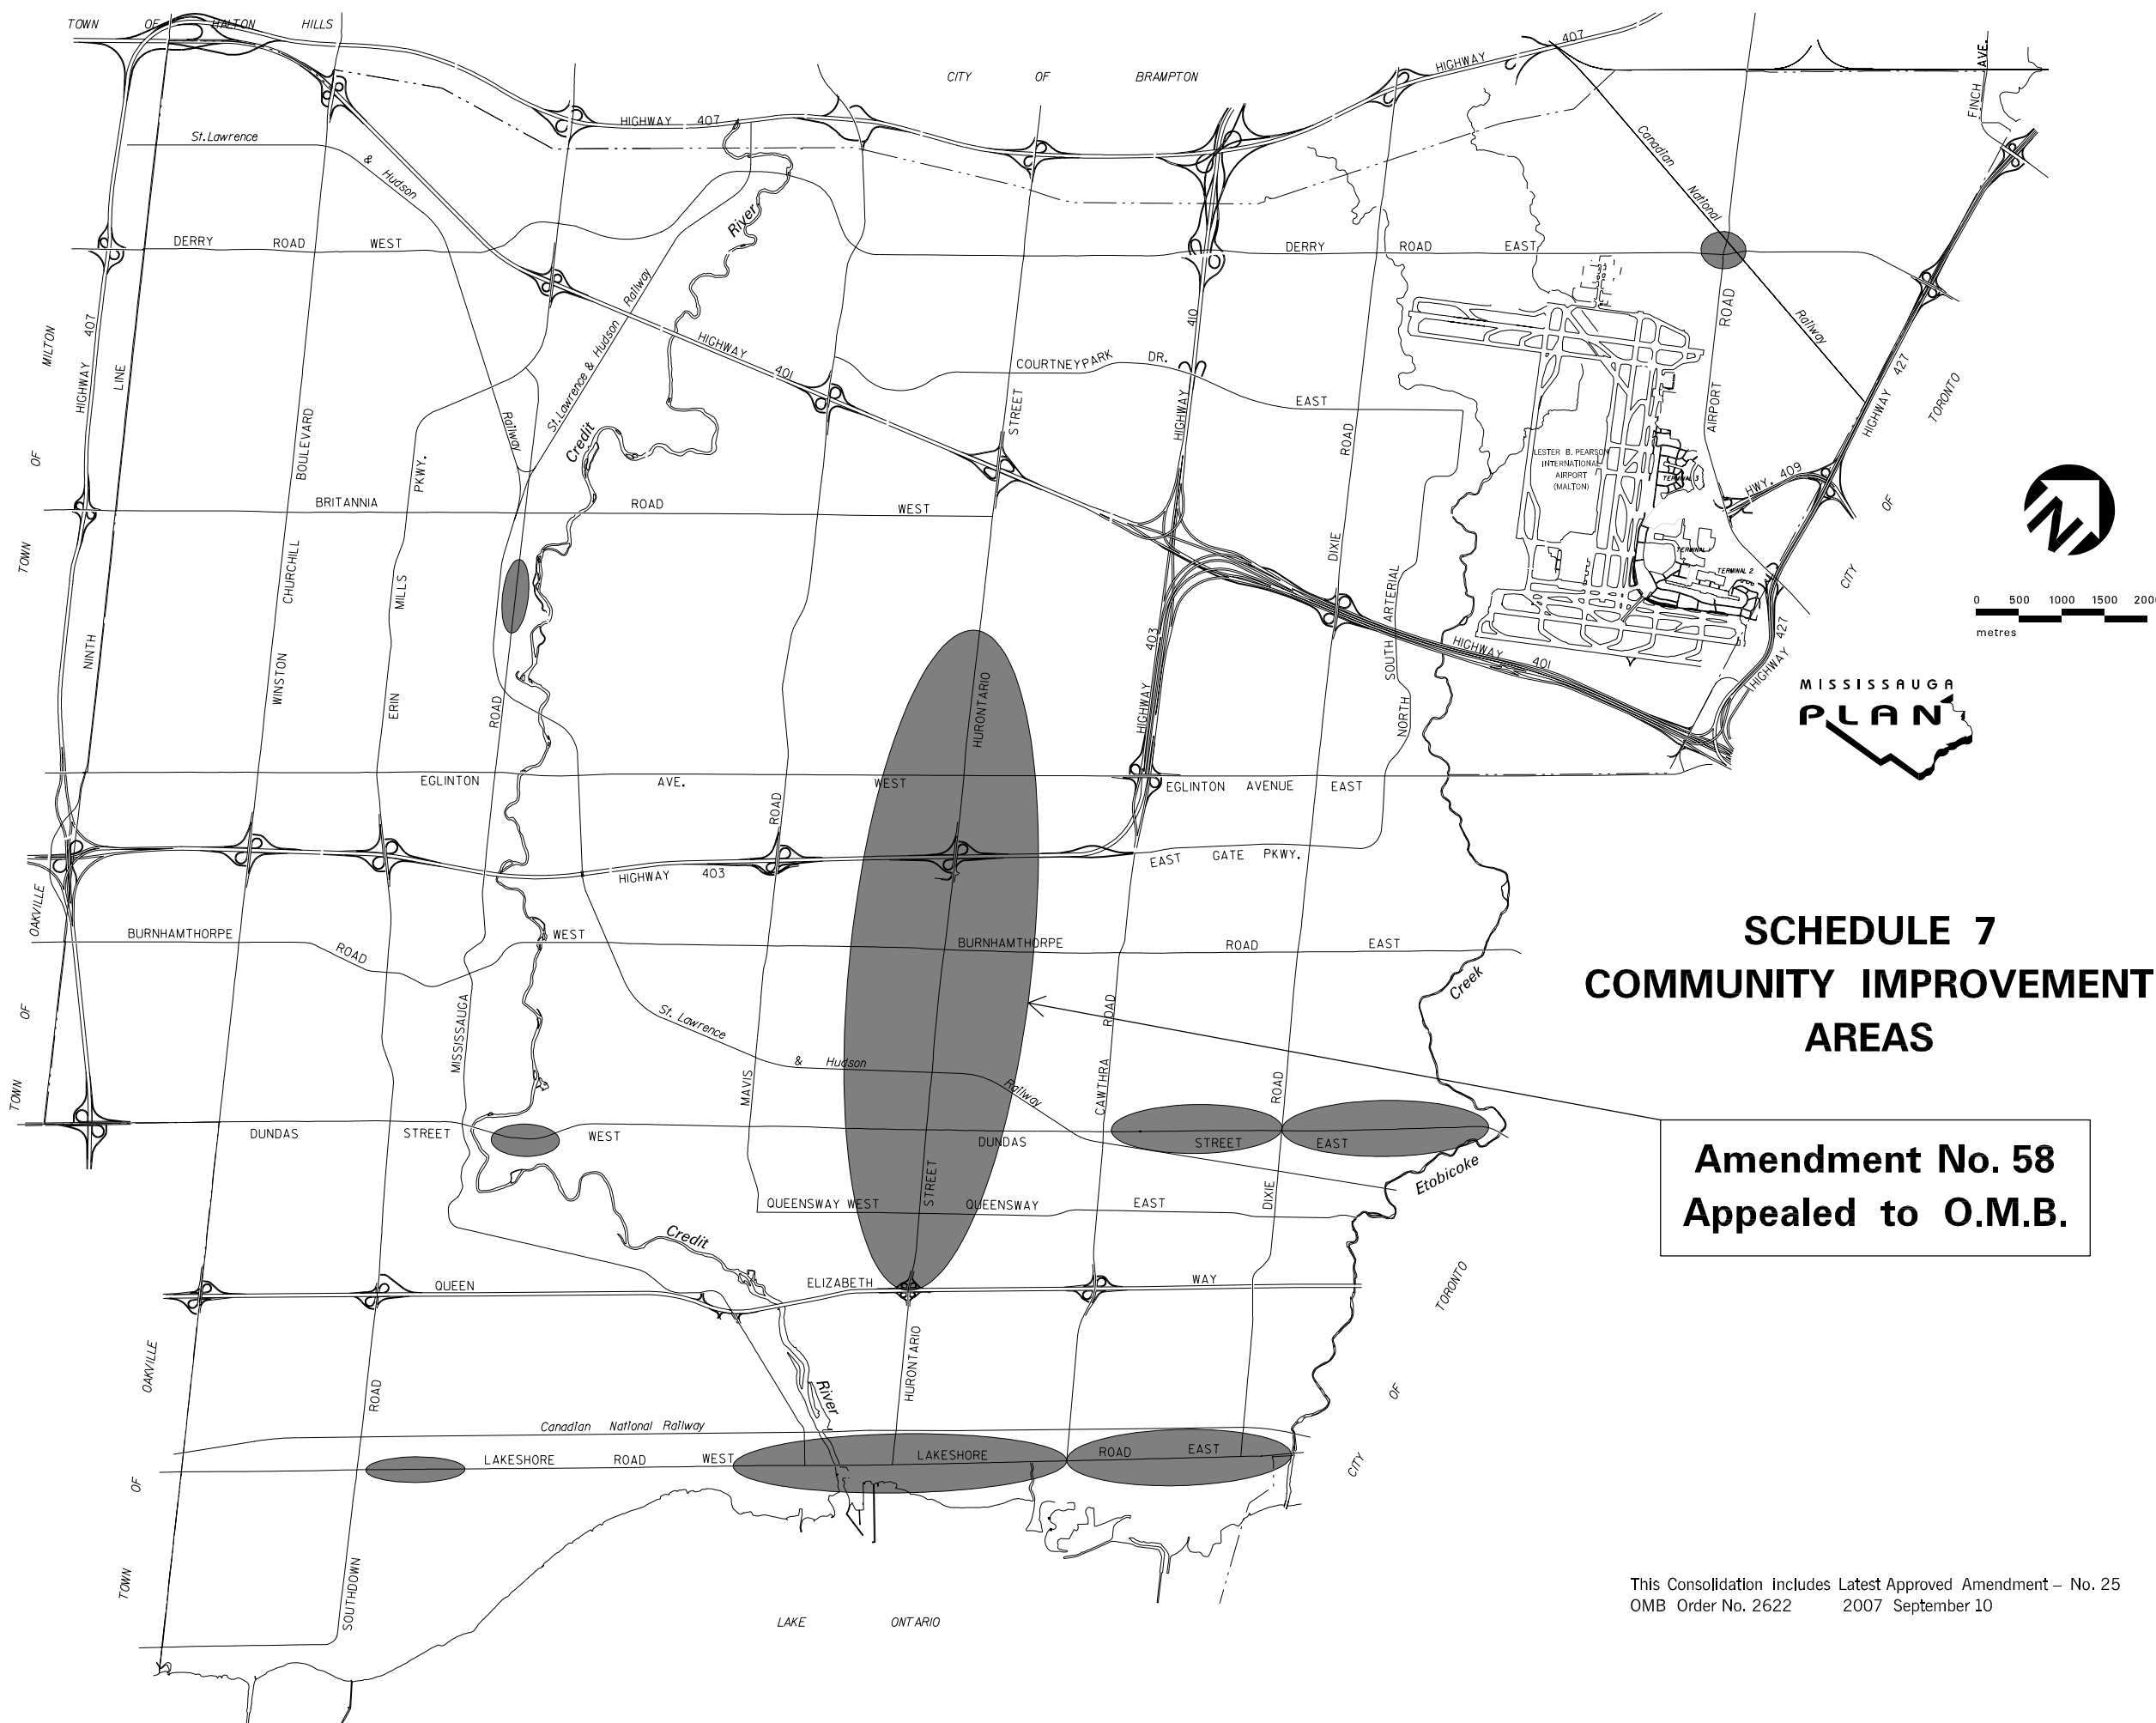 TOWN OF HALTON HILLS
CITY OF BRAMPTON
HIGHWAY 407
HIGHWAY 407
FINCH AVE.
St.Lawrence & Hudson Railway
Canadian National Railway
River
DERRY ROAD WEST
DERRY ROAD EAST
St.Lawrence & Hudson Railway
HIGHWAY 407
NINTH LINE
TOWN OF MILTON
HIGHWAY 401
COURTNEYPARK DR. EAST
HIGHWAY 410
AIRPORT ROAD
HIGHWAY 427
CITY OF TORONTO
WINSTON CHURCHILL BOULEVARD
ERIN MILLS PKWY.
Credit
HURONTARIO STREET
DIXIE ROAD
LESTER B. PEARSON
INTERNATIONAL
AIRPORT
(MALTON)
TERMINAL 3
HWY. 409
TERMINAL 1
TERMINAL 2
BRITANNIA ROAD WEST
N
0 500 1000 1500
metres
SOUTH ARTERIAL
NORTH
HIGHWAY 403
HIGHWAY 401
HIGHWAY 427
MISSISSAUGA
PLAN
MISSISSAUGA ROAD
MAVIS ROAD
EGLINTON AVE. WEST
EGLINTON AVENUE EAST
HIGHWAY 403
EAST GATE PKWY.
TOWN OF OAKVILLE
BURNHAMTHORPE ROAD WEST
BURNHAMTHORPE ROAD EAST
SCHEDULE 7
COMMUNITY IMPROVEMENT
AREAS
Creek
St. Lawrence & Hudson Railway
CAWTHRA ROAD
DIXIE ROAD
DUNDAS STREET WEST
DUNDAS STREET EAST
Etobicoke
Amendment No. 58
Appealed to O.M.B.
STREET
QUEENSWAY WEST
QUEENSWAY EAST
Credit
River
QUEEN ELIZABETH WAY
CITY OF TORONTO
TOWN OF OAKVILLE
HURONTARIO
SOUTHDOWN ROAD
Canadian National Railway
LAKESHORE ROAD WEST
LAKESHORE ROAD EAST
LAKE ONTARIO
This Consolidation includes Latest Approved Amendment – No. 25
OMB Order No. 2622 2007 September 10